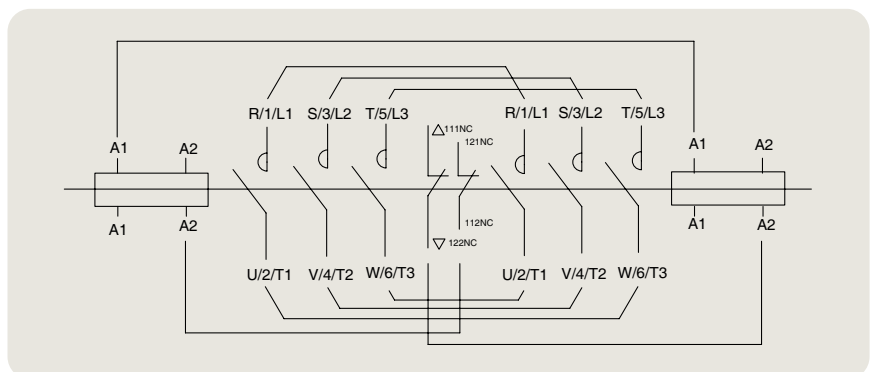 R/1/L1 S/3/L2 T/5/L3 R/1/L1 S/3/L2 T/5/L3
111NC
121NC
A1 A2 A1 A2
A1 A2 A1 A2
112NC
122NC
U/2/T1 V/4/T2 W/6/T3 U/2/T1 V/4/T2 W/6/T3